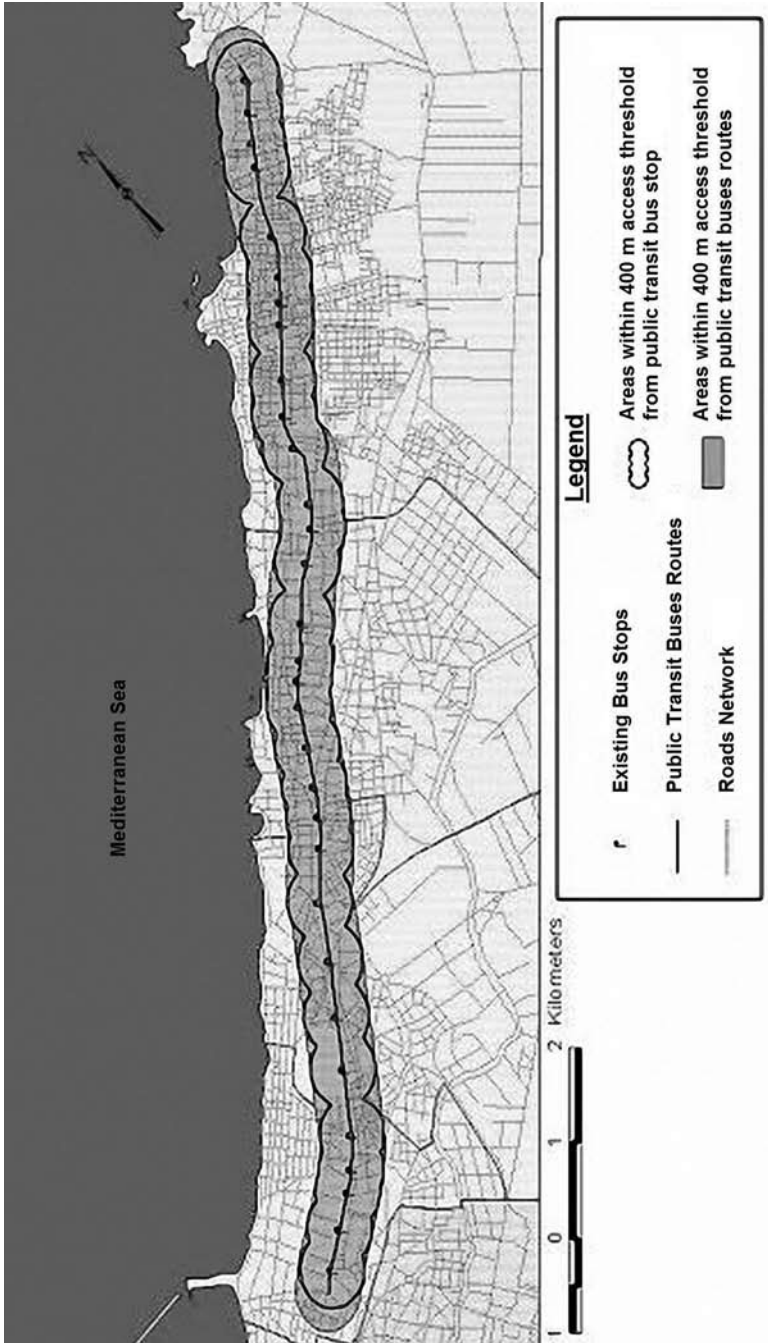 Mediterranean Sea
N
1 0 1 2 Kilometers
Legend
Existing Bus Stops
Public Transit Buses Routes
Roads Network
Areas within 400 m access threshold
from public transit bus stop
Areas within 400 m access threshold
from public transit buses routes